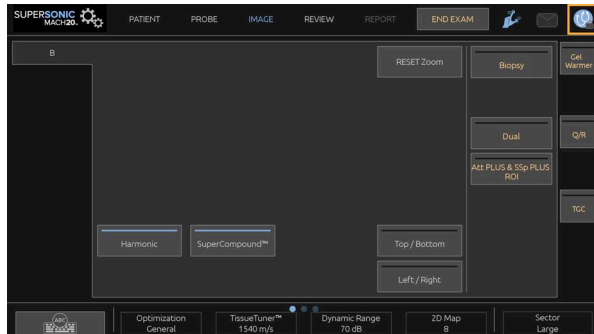 SUPERSONIC
MACH20®
PATIENT
PROBE
IMAGE
REVIEW
REPORT
END EXAM
B
RESET Zoom
Biopsy
Gel
Warmer
Dual
Q/R
Att PLUS & SSp PLUS
ROI
TGC
Harmonic
SuperCompound™
Top / Bottom
Left / Right
ABC
Optimization
General
TissueTuner™
1540 m/s
Dynamic Range
70 dB
2D Map
8
Sector
Large